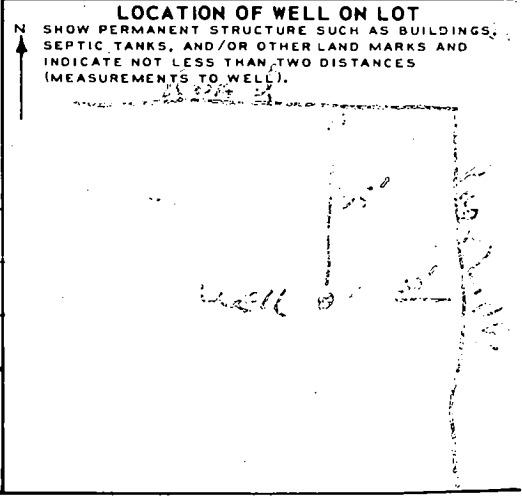 LOCATION OF WELL ON LOT
N SHOW PERMANENT STRUCTURE SUCH AS BUILDINGS,
SEPTIC TANKS, AND/OR OTHER LAND MARKS AND
INDICATE NOT LESS THAN TWO DISTANCES
(MEASUREMENTS TO WELL).
Well